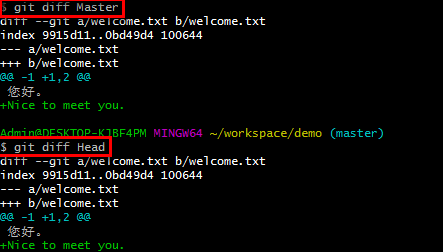 $ git diff Master
diff --git a/welcome.txt b/welcome.txt
index 9915d11..0bd49d4 100644
--- a/welcome.txt
+++ b/welcome.txt
@@ -1 +1,2 @@
 您好。
+Nice to meet you.

Admin@DESKTOP-K1BF4PM MINGW64 ~/workspace/demo (master)
$ git diff Head
diff --git a/welcome.txt b/welcome.txt
index 9915d11..0bd49d4 100644
--- a/welcome.txt
+++ b/welcome.txt
@@ -1 +1,2 @@
 您好。
+Nice to meet you.